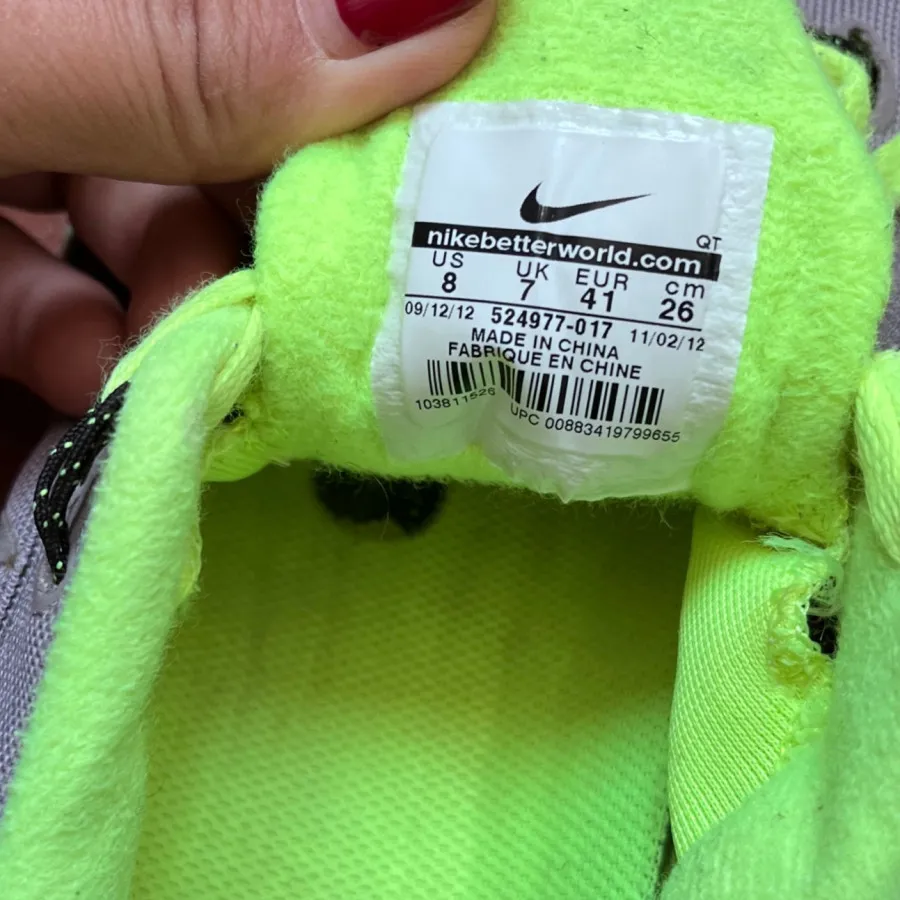 QT
nikebetterworld.com
US UK EUR cm
8 7 41 26
09/12/12 524977-017 11/02/12
MADE IN CHINA
FABRIQUE EN CHINE
103811526 UPC 00883419799655